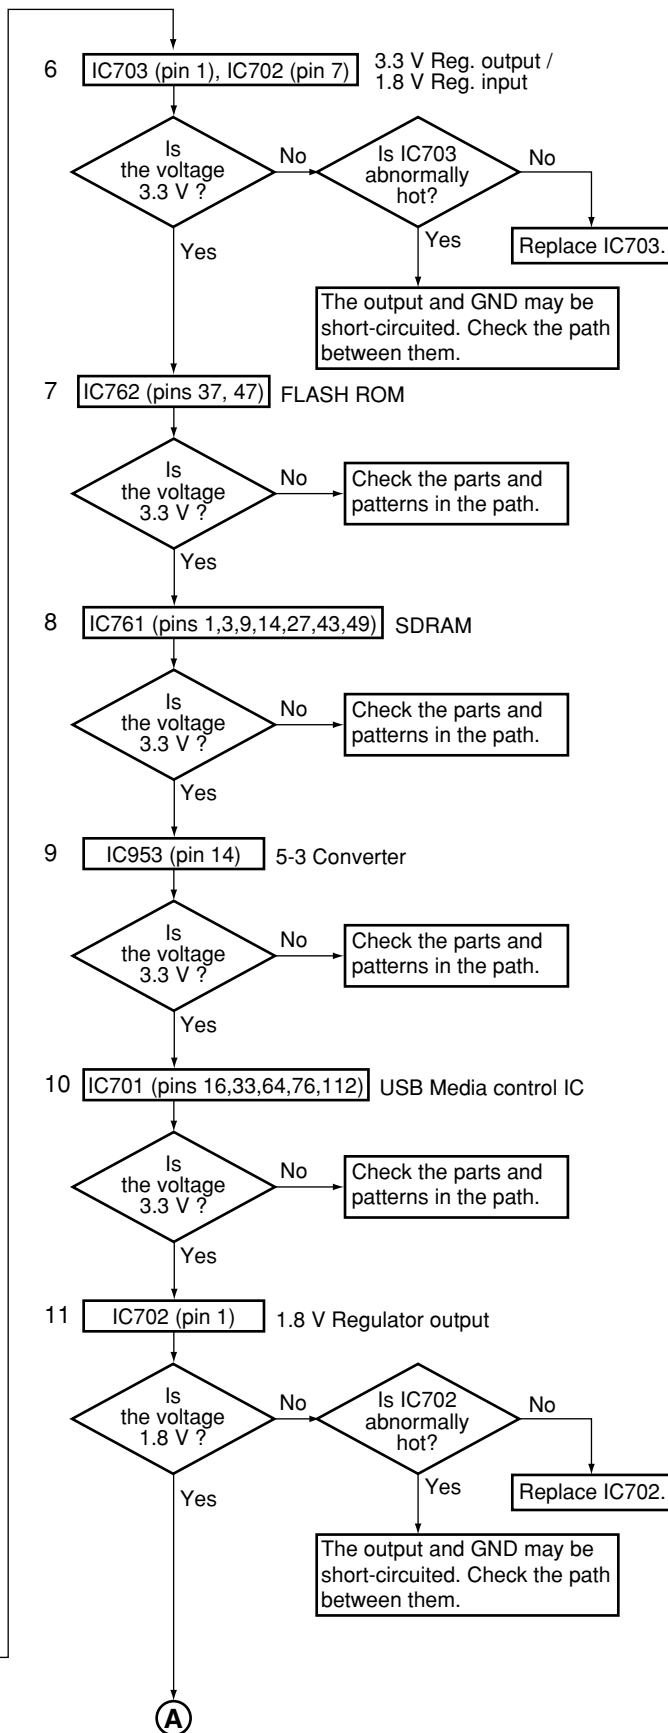 6 IC703 (pin 1), IC702 (pin 7) 3.3 V Reg. output /
1.8 V Reg. input
Is
the voltage
3.3 V ?
No
Is IC703
abnormally
hot?
No
Yes
Yes
Replace IC703.
The output and GND may be
short-circuited. Check the path
between them.
7 IC762 (pins 37, 47) FLASH ROM
Is
the voltage
3.3 V ?
No
Check the parts and
patterns in the path.
Yes
8 IC761 (pins 1,3,9,14,27,43,49) SDRAM
Is
the voltage
3.3 V ?
No
Check the parts and
patterns in the path.
Yes
9 IC953 (pin 14) 5-3 Converter
Is
the voltage
3.3 V ?
No
Check the parts and
patterns in the path.
Yes
10 IC701 (pins 16,33,64,76,112) USB Media control IC
Is
the voltage
3.3 V ?
No
Check the parts and
patterns in the path.
Yes
11 IC702 (pin 1) 1.8 V Regulator output
Is
the voltage
1.8 V ?
No
Is IC702
abnormally
hot?
No
Yes
Yes
Replace IC702.
The output and GND may be
short-circuited. Check the path
between them.
A